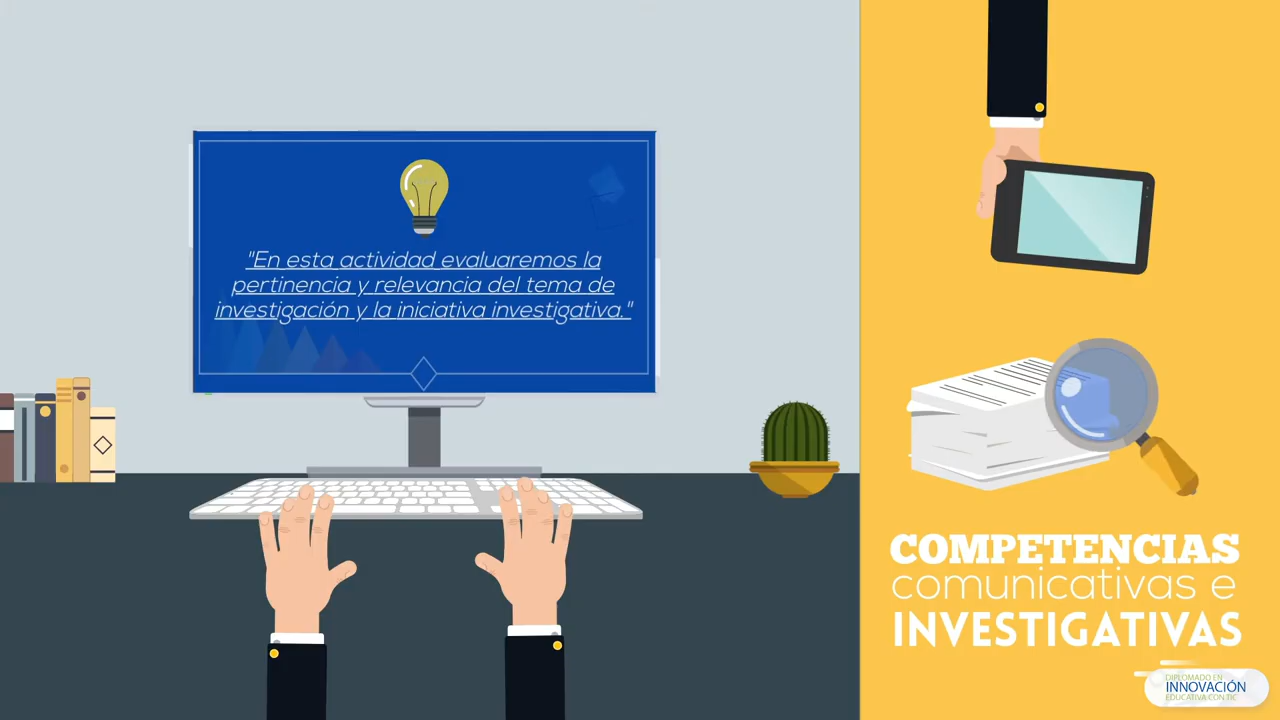 "En esta actividad evaluaremos la
pertinencia y relevancia del tema de
investigación y la iniciativa investigativa."
COMPETENCIAS
comunicativas e
INVESTIGATIVAS
DIPLOMADO EN
INNOVACIÓN
EDUCATIVA CON TIC